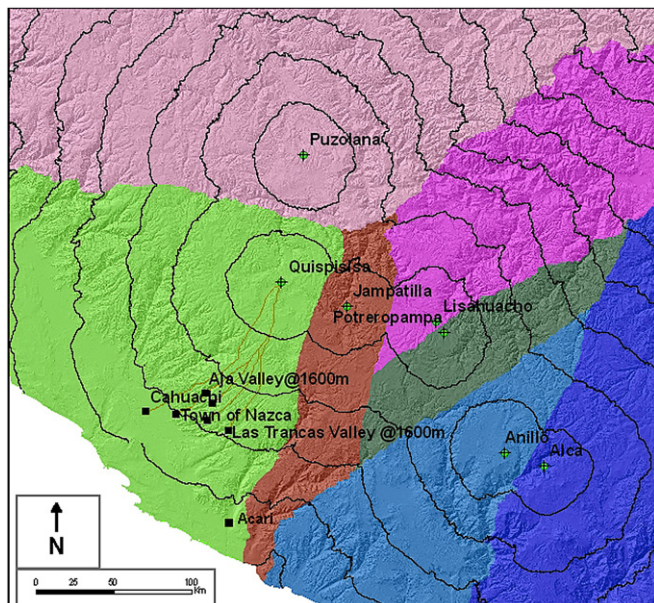 Puzolana
Quispisisa
Jampatilla
Lisahuacho
Potreropampa
Aja Valley@1600m
Cahuachi
Town of Nazca
Las Trancas Valley @1600m
Anillo
Alca
Acari
N
0 25 50 100
Km